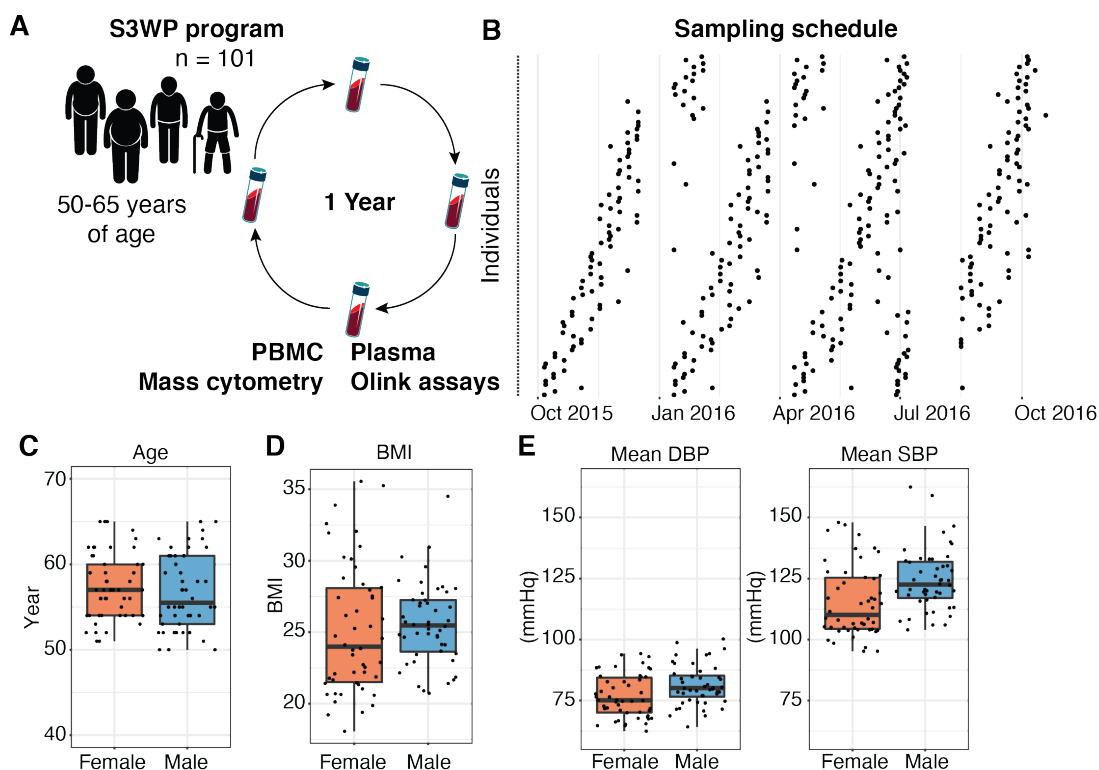 A
S3WP program
n = 101
50-65 years
of age
1 Year
PBMC
Mass cytometry
Plasma
Olink assays
B
Sampling schedule
Individuals
Oct 2015
Jan 2016
Apr 2016
Jul 2016
Oct 2016
C
Age
Year
70
60
50
40
Female
Male
D
BMI
BMI
35
30
25
20
Female
Male
E
Mean DBP
(mmHq)
150
125
100
75
Female
Male
Mean SBP
(mmHq)
150
125
100
75
Female
Male